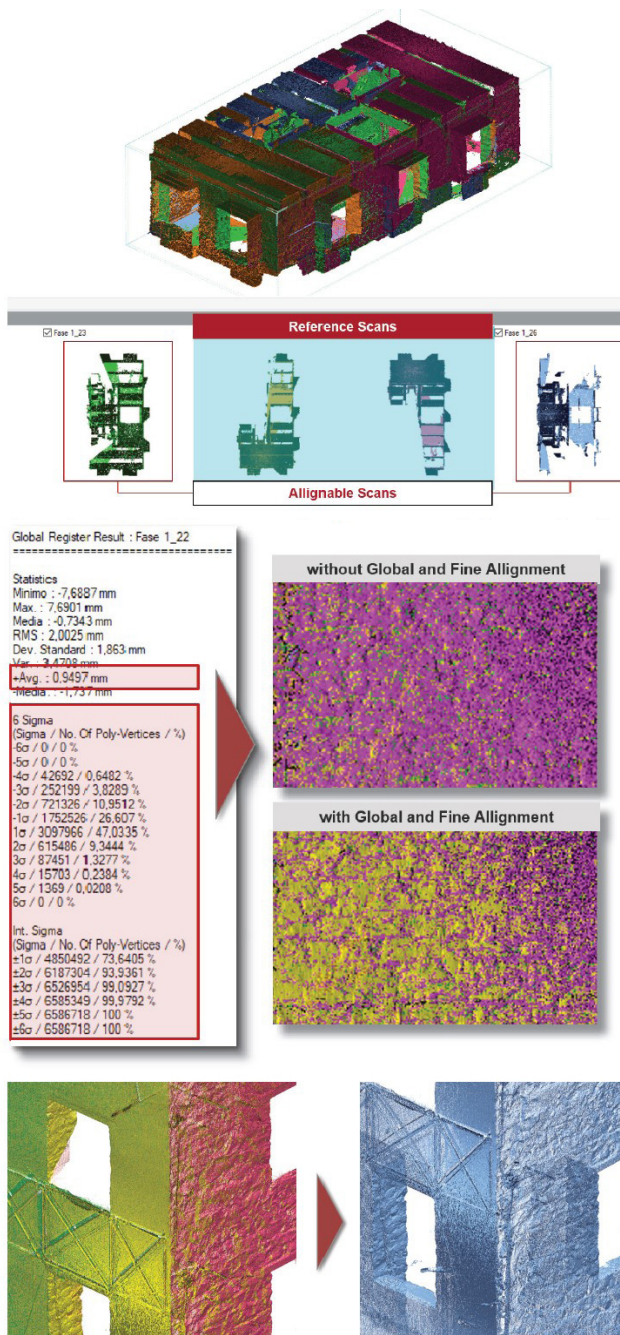 Fase 1_23
Reference Scans
Fase 1_26
Allignable Scans
Global Register Result : Fase 1_22
==================================
Statistics
Minimo : -7,6887 mm
Max. : 7,6901 mm
Media : -0,7343 mm
RMS : 2,0025 mm
Dev. Standard : 1,863 mm
Var. : 3,4708 mm
+Avg. : 0,9497 mm
-Media. : -1,737 mm
6 Sigma
(Sigma / No. Of Poly-Vertices / %)
-6σ / 0 / 0 %
-5σ / 0 / 0 %
-4σ / 42692 / 0,6482 %
-3σ / 252199 / 3,8289 %
-2σ / 721326 / 10,9512 %
-1σ / 1752526 / 26,607 %
1σ / 3097966 / 47,0335 %
2σ / 615486 / 9,3444 %
3σ / 87451 / 1,3277 %
4σ / 15703 / 0,2384 %
5σ / 1369 / 0,0208 %
6σ / 0 / 0 %
Int. Sigma
(Sigma / No. Of Poly-Vertices / %)
±1σ / 4850492 / 73,6405 %
±2σ / 6187304 / 93,9361 %
±3σ / 6526954 / 99,0927 %
±4σ / 6585349 / 99,9792 %
±5σ / 6586718 / 100 %
±6σ / 6586718 / 100 %
without Global and Fine Allignment
with Global and Fine Allignment